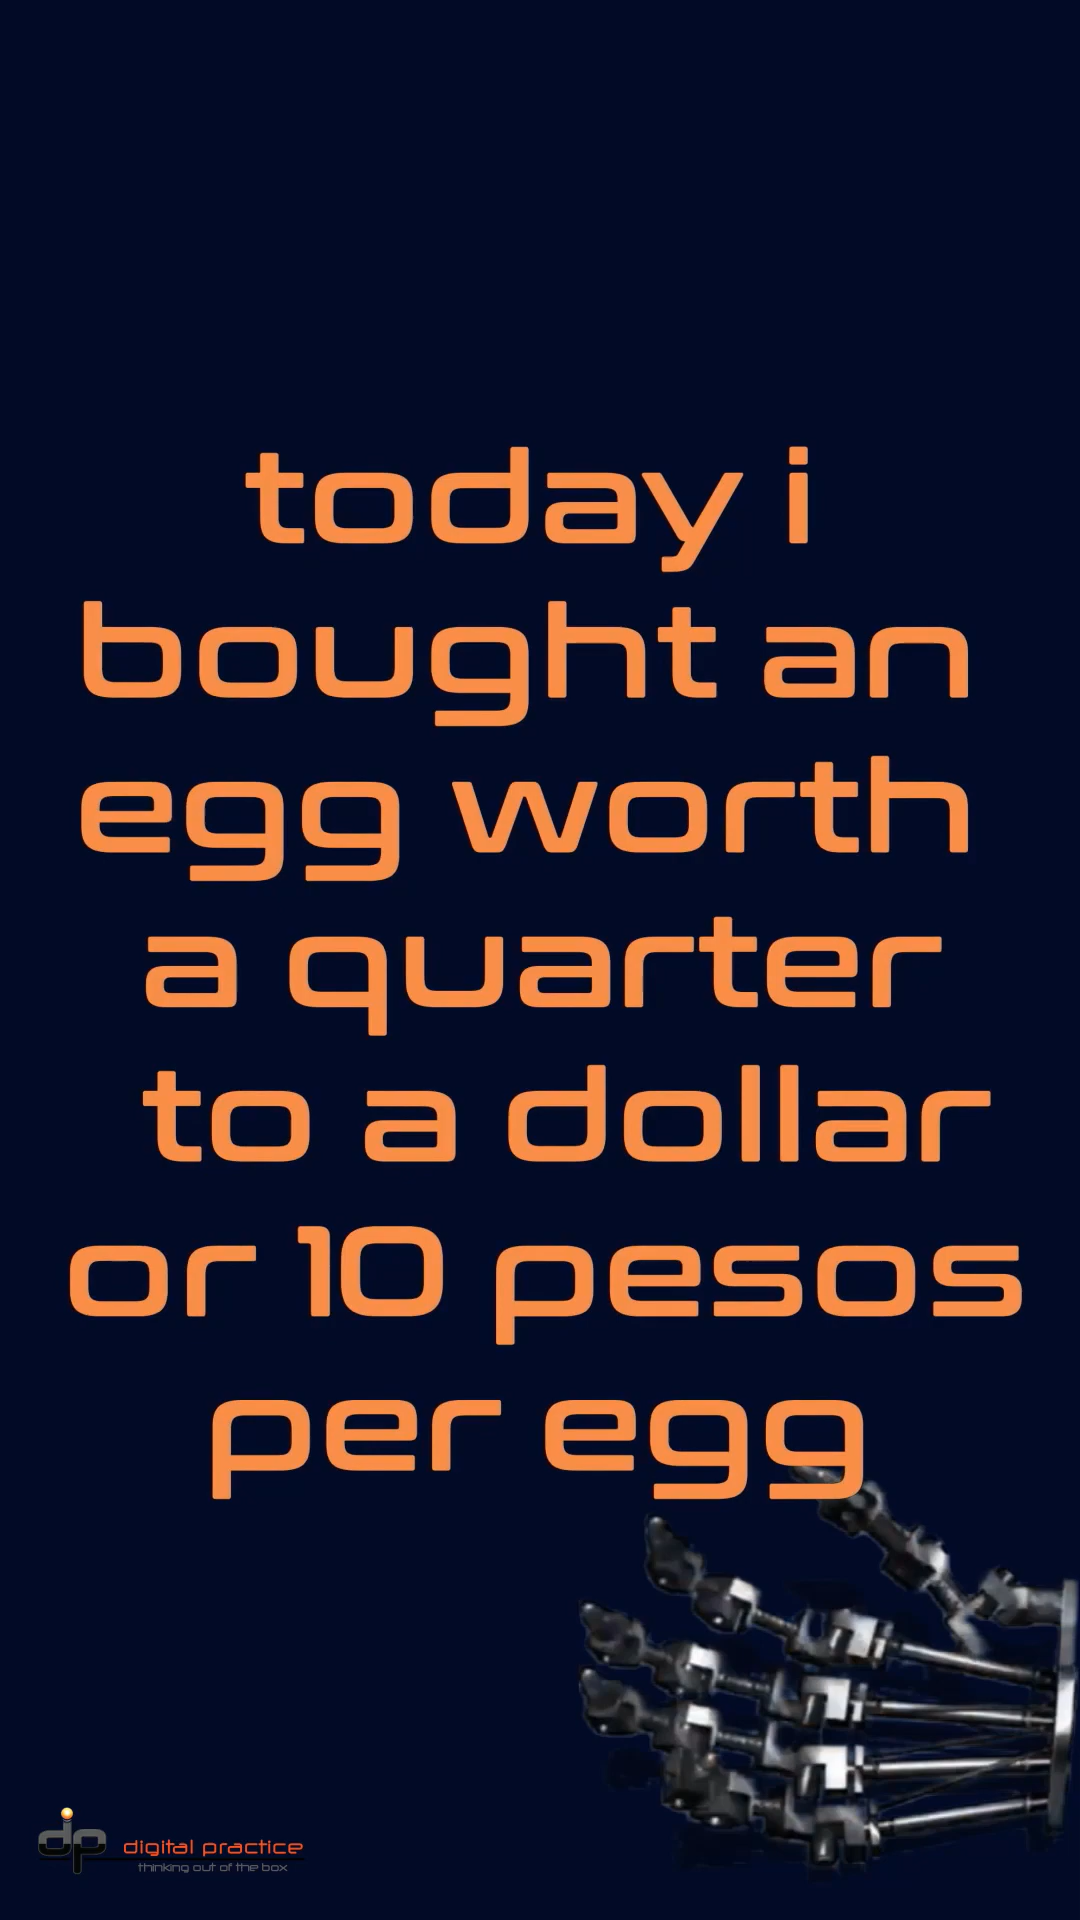 today i
bought an
egg worth
a quarter
to a dollar
or 10 pesos
per egg
dp
digital practice
thinking out of the box